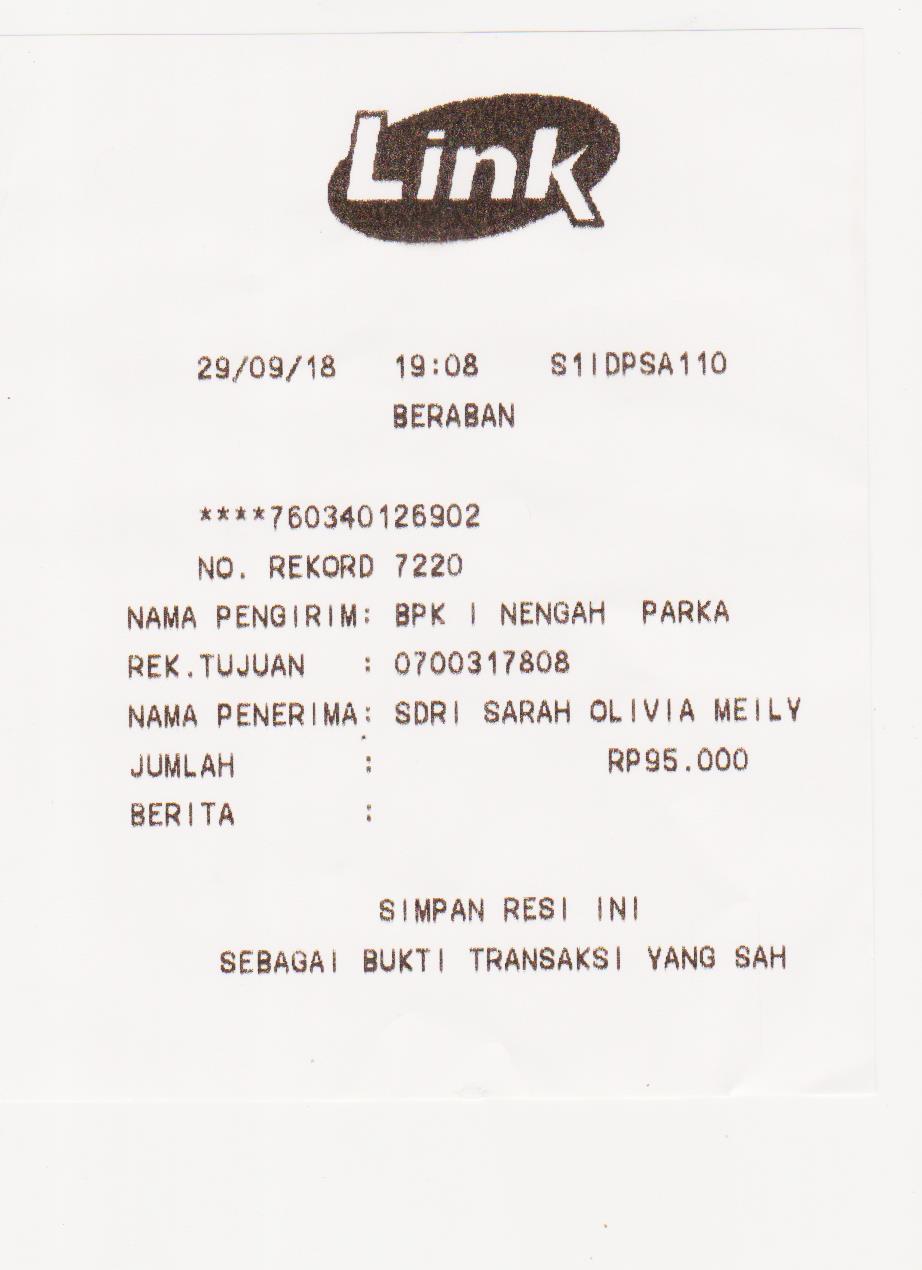 Link
29/09/18 19:08 S1IDPSA110
BERABAN
****760340126902
NO. REKORD 7220
NAMA PENGIRIM: BPK I NENGAH PARKA
REK.TUJUAN : 0700317808
NAMA PENERIMA: SDRI SARAH OLIVIA MEILY
JUMLAH : RP95.000
BERITA :
SIMPAN RESI INI
SEBAGAI BUKTI TRANSAKSI YANG SAH